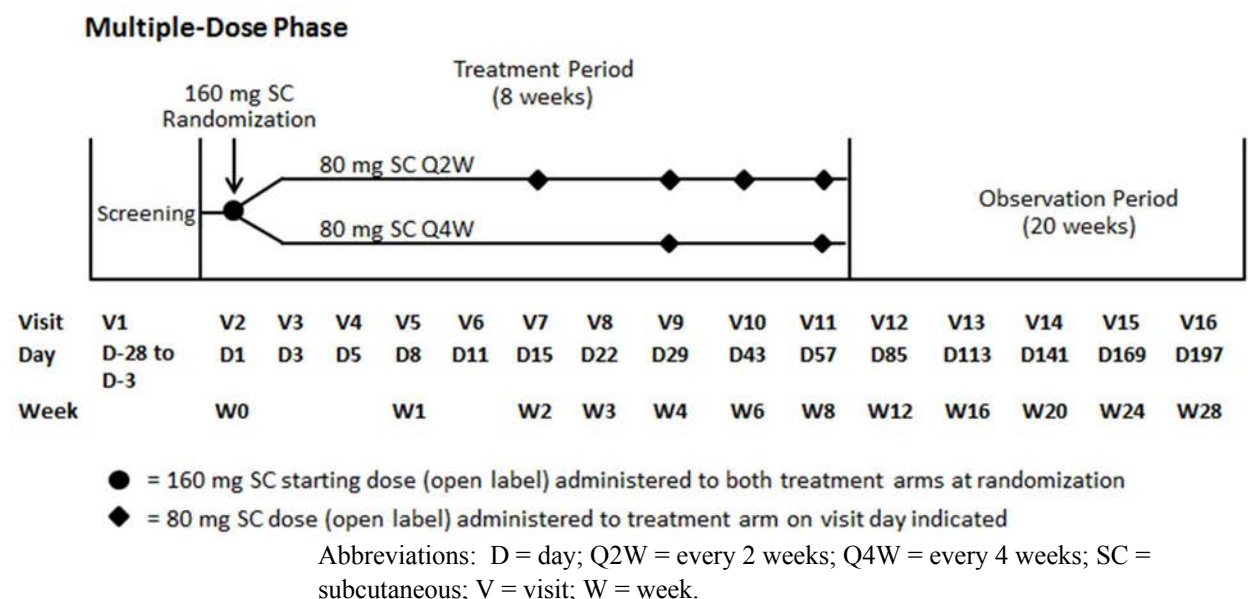 Multiple-Dose Phase
Treatment Period
(8 weeks)
160 mg SC
Randomization
80 mg SC Q2W
Screening
80 mg SC Q4W
Observation Period
(20 weeks)
Visit V1 V2 V3 V4 V5 V6 V7 V8 V9 V10 V11 V12 V13 V14 V15 V16
Day D-28 to D1 D3 D5 D8 D11 D15 D22 D29 D43 D57 D85 D113 D141 D169 D197
D-3
Week W0 W1 W2 W3 W4 W6 W8 W12 W16 W20 W24 W28
● = 160 mg SC starting dose (open label) administered to both treatment arms at randomization
◆ = 80 mg SC dose (open label) administered to treatment arm on visit day indicated
Abbreviations: D = day; Q2W = every 2 weeks; Q4W = every 4 weeks; SC =
subcutaneous; V = visit; W = week.